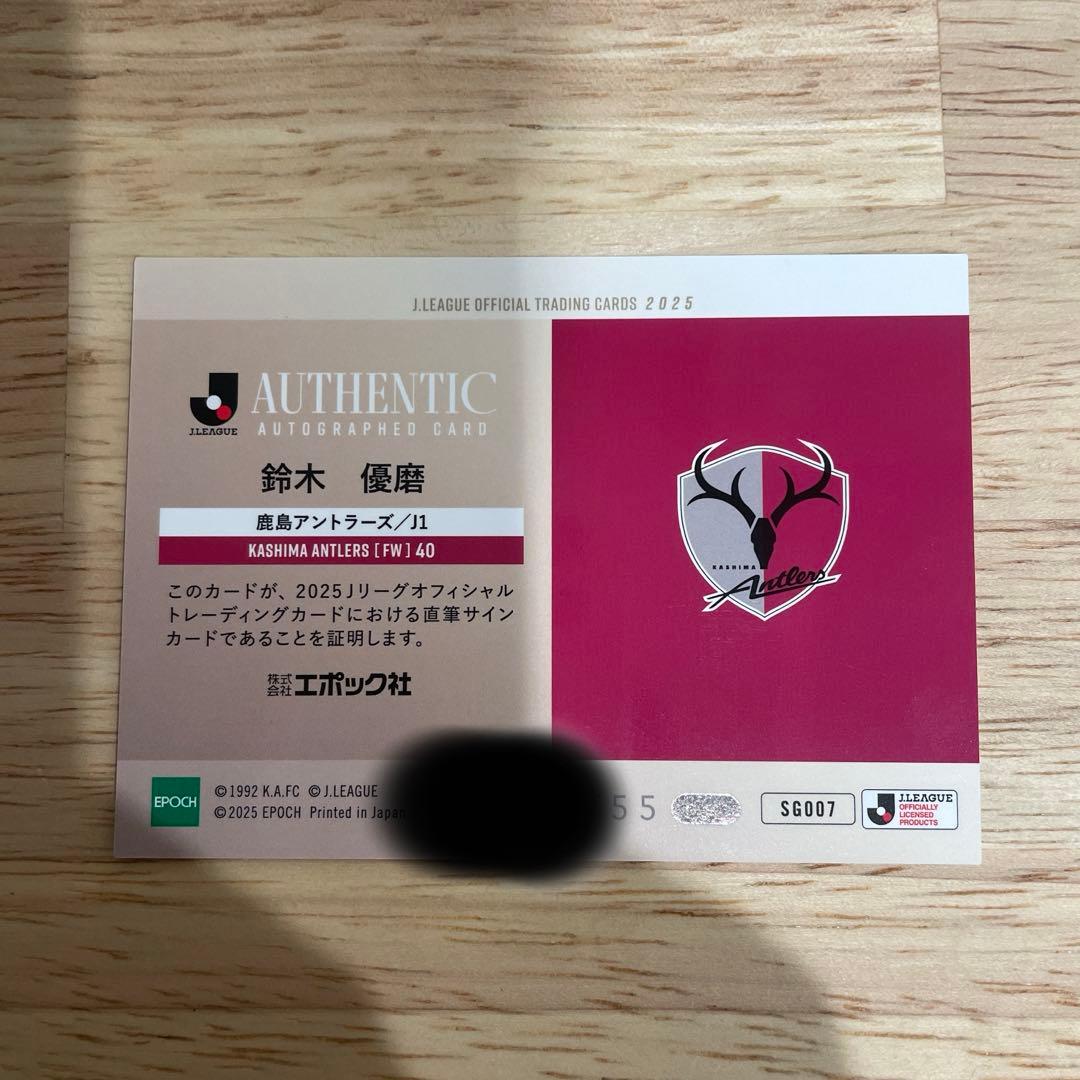 J.LEAGUE OFFICIAL TRADING CARDS 2025
J.LEAGUE
AUTHENTIC
AUTOGRAPHED CARD
鈴木 優磨
鹿島アントラーズ/J1
KASHIMA ANTLERS [FW] 40
このカードが、2025Jリーグオフィシャル
トレーディングカードにおける直筆サイン
カードであることを証明します。
株式会社エポック社
KASHIMA
Antlers
EPOCH
©1992 K.A.FC ©J.LEAGUE
©2025 EPOCH Printed in Japan
55
SG007
J.LEAGUE
OFFICIALLY
LICENSED
PRODUCTS